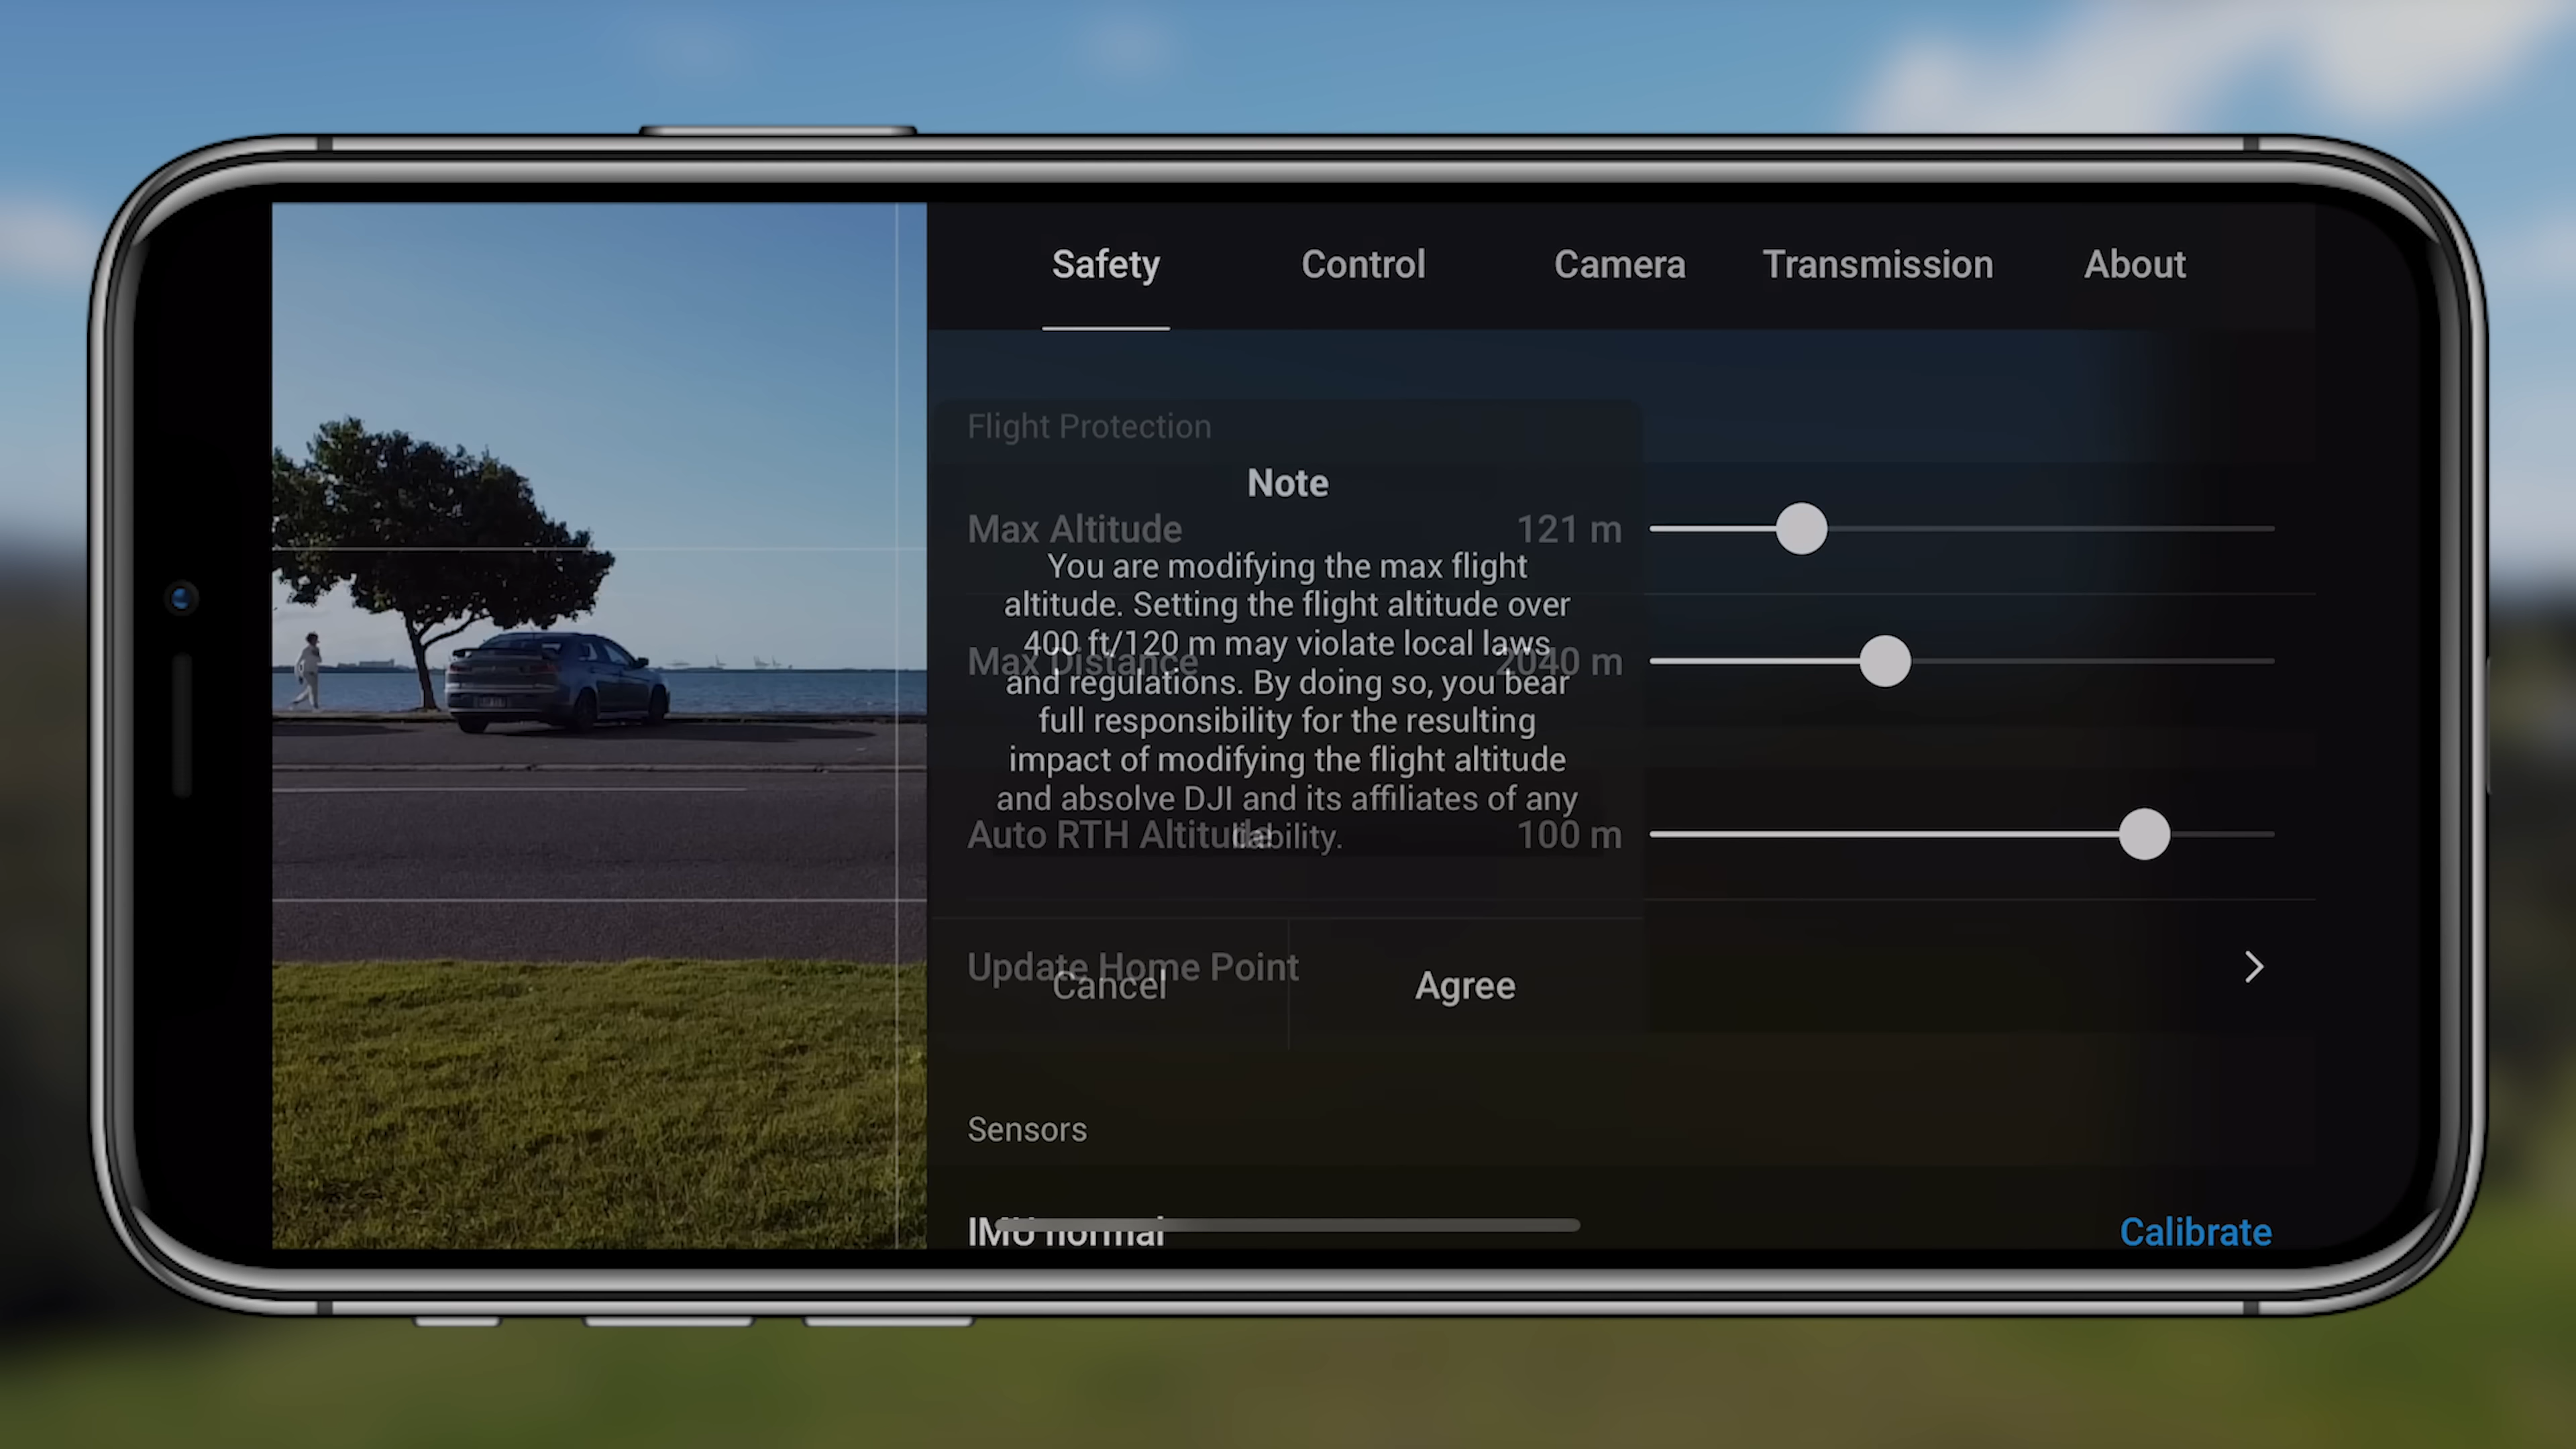 Safety Control Camera Transmission About
Flight Protection
Note
Max Altitude 121 m
You are modifying the max flight
altitude. Setting the flight altitude over
400 ft/120 m may violate local laws
Max Distance 2040 m
and regulations. By doing so, you bear
full responsibility for the resulting
impact of modifying the flight altitude
and absolve DJI and its affiliates of any
Auto RTH Altitude 100 m
liability.
Update Home Point
Cancel Agree
Sensors
IMU normal Calibrate